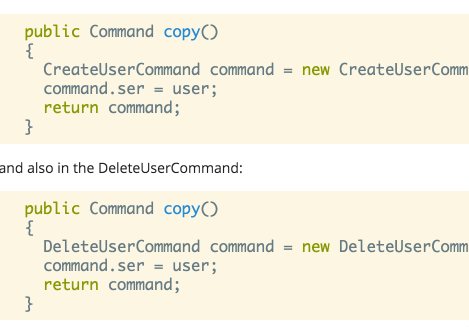 public Command copy()
{
CreateUserCommand command = new CreateUserComm
command.ser = user;
return command;
}
and also in the DeleteUserCommand:
public Command copy()
{
DeleteUserCommand command = new DeleteUserComm
command.ser = user;
return command;
}